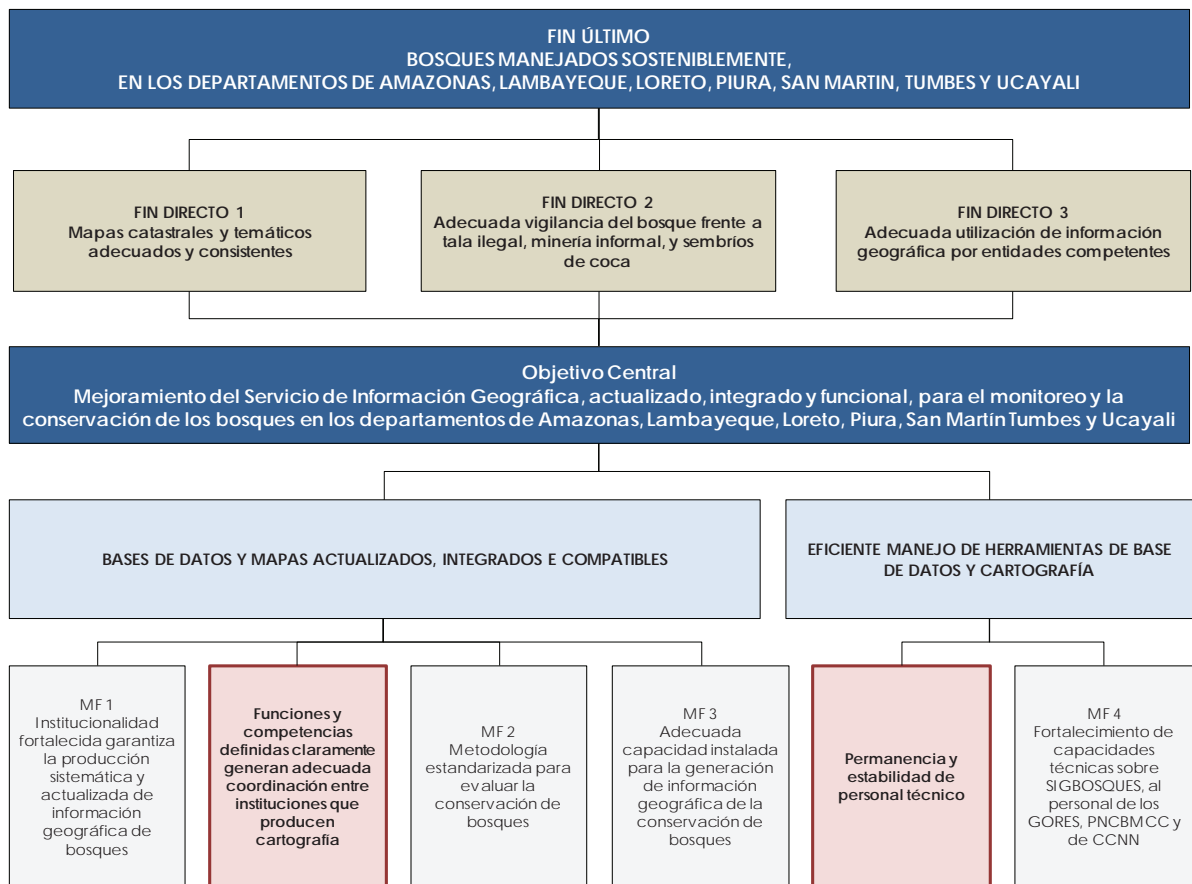 FIN ÚLTIMO
BOSQUES MANEJADOS SOSTENIBLEMENTE,
EN LOS DEPARTAMENTOS DE AMAZONAS, LAMBAYEQUE, LORETO, PIURA, SAN MARTIN, TUMBES Y UCAYALI
FIN DIRECTO 1
Mapas catastrales y temáticos
adecuados y consistentes
FIN DIRECTO 2
Adecuada vigilancia del bosque frente a
tala ilegal, minería informal, y sembríos
de coca
FIN DIRECTO 3
Adecuada utilización de información
geográfica por entidades competentes
Objetivo Central
Mejoramiento del Servicio de Información Geográfica, actualizado, integrado y funcional, para el monitoreo y la
conservación de los bosques en los departamentos de Amazonas, Lambayeque, Loreto, Piura, San Martín Tumbes y Ucayali
BASES DE DATOS Y MAPAS ACTUALIZADOS, INTEGRADOS E COMPATIBLES
EFICIENTE MANEJO DE HERRAMIENTAS DE BASE
DE DATOS Y CARTOGRAFÍA
MF 1
Institucionalidad
fortalecida garantiza
la producción
sistemática y
actualizada de
información
geográfica de
bosques
Funciones y
competencias
definidas claramente
generan adecuada
coordinación entre
instituciones que
producen
cartografía
MF 2
Metodología
estandarizada para
evaluar la
conservación de
bosques
MF 3
Adecuada
capacidad instalada
para la generación
de información
geográfica de la
conservación de
bosques
Permanencia y
estabilidad de
personal técnico
MF 4
Fortalecimiento de
capacidades
técnicas sobre
SIGBOSQUES, al
personal de los
GORES, PNCBMCC y
de CCNN